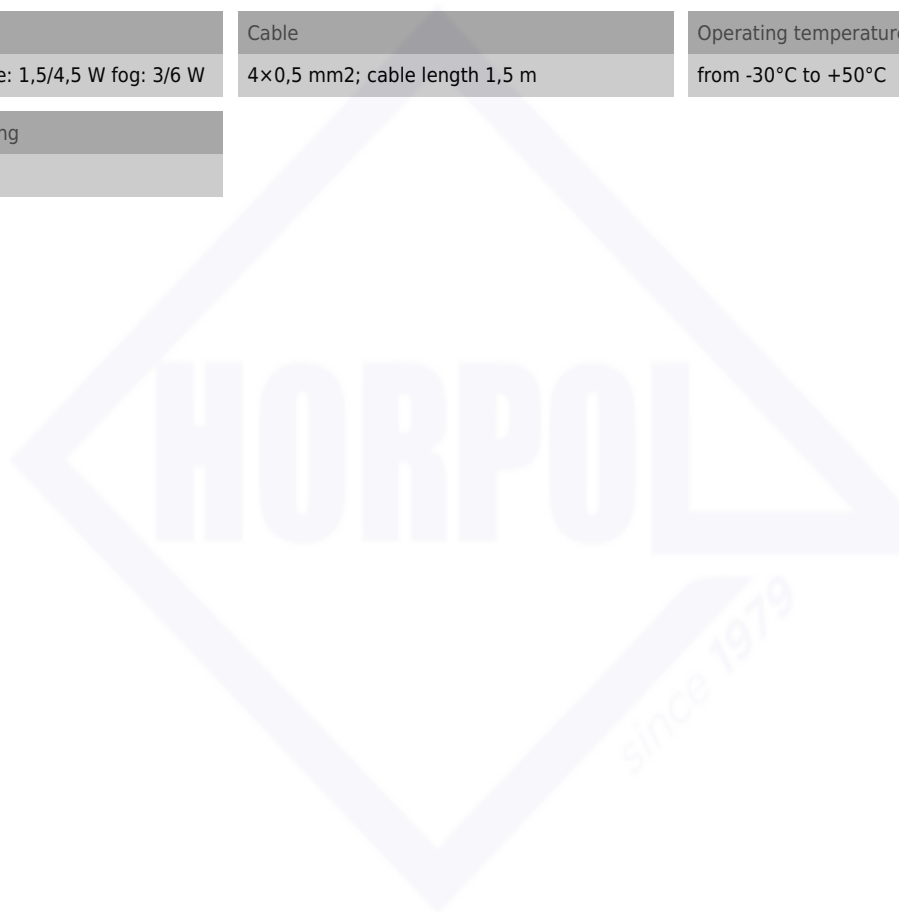 Cable
Operating temperature
e: 1,5/4,5 W fog: 3/6 W
4×0,5 mm2; cable length 1,5 m
from -30°C to +50°C
ng
HORPOL
since 1979